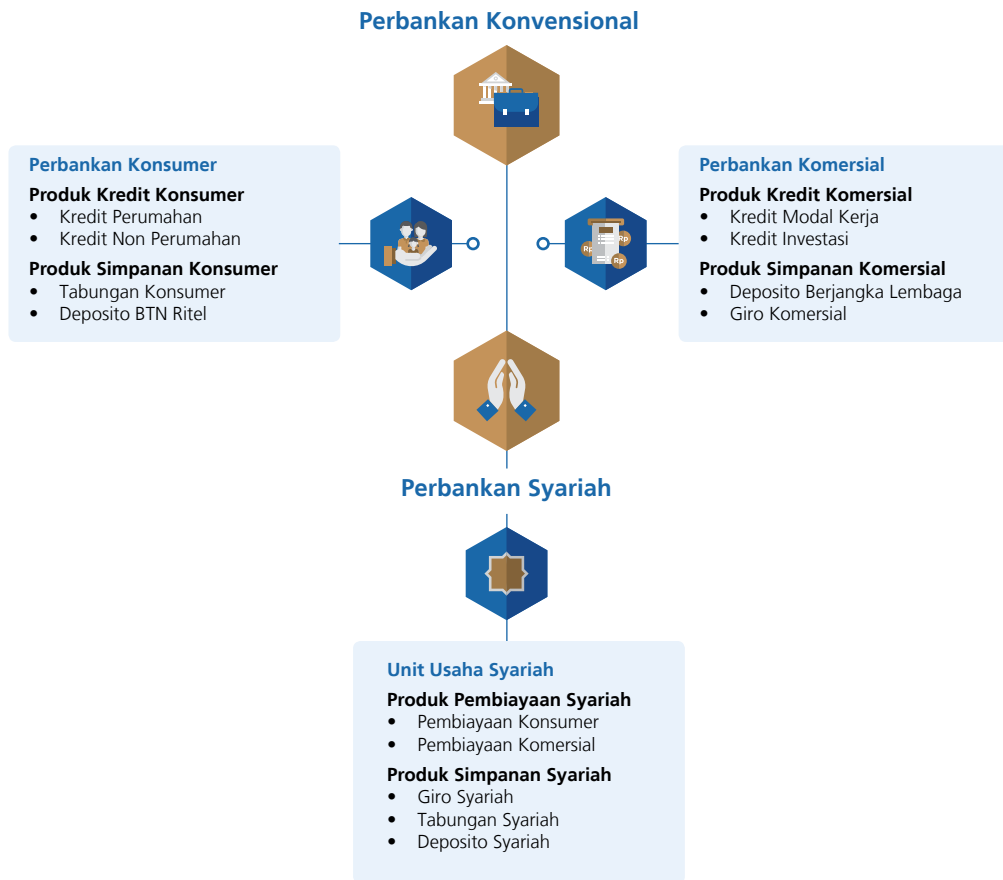 Perbankan Konvensional
Perbankan Konsumer
Produk Kredit Konsumer
• Kredit Perumahan
• Kredit Non Perumahan
Produk Simpanan Konsumer
• Tabungan Konsumer
• Deposito BTN Ritel
Rp
Rp
Rp
Perbankan Komersial
Produk Kredit Komersial
• Kredit Modal Kerja
• Kredit Investasi
Produk Simpanan Komersial
• Deposito Berjangka Lembaga
• Giro Komersial
Perbankan Syariah
Unit Usaha Syariah
Produk Pembiayaan Syariah
• Pembiayaan Konsumer
• Pembiayaan Komersial
Produk Simpanan Syariah
• Giro Syariah
• Tabungan Syariah
• Deposito Syariah